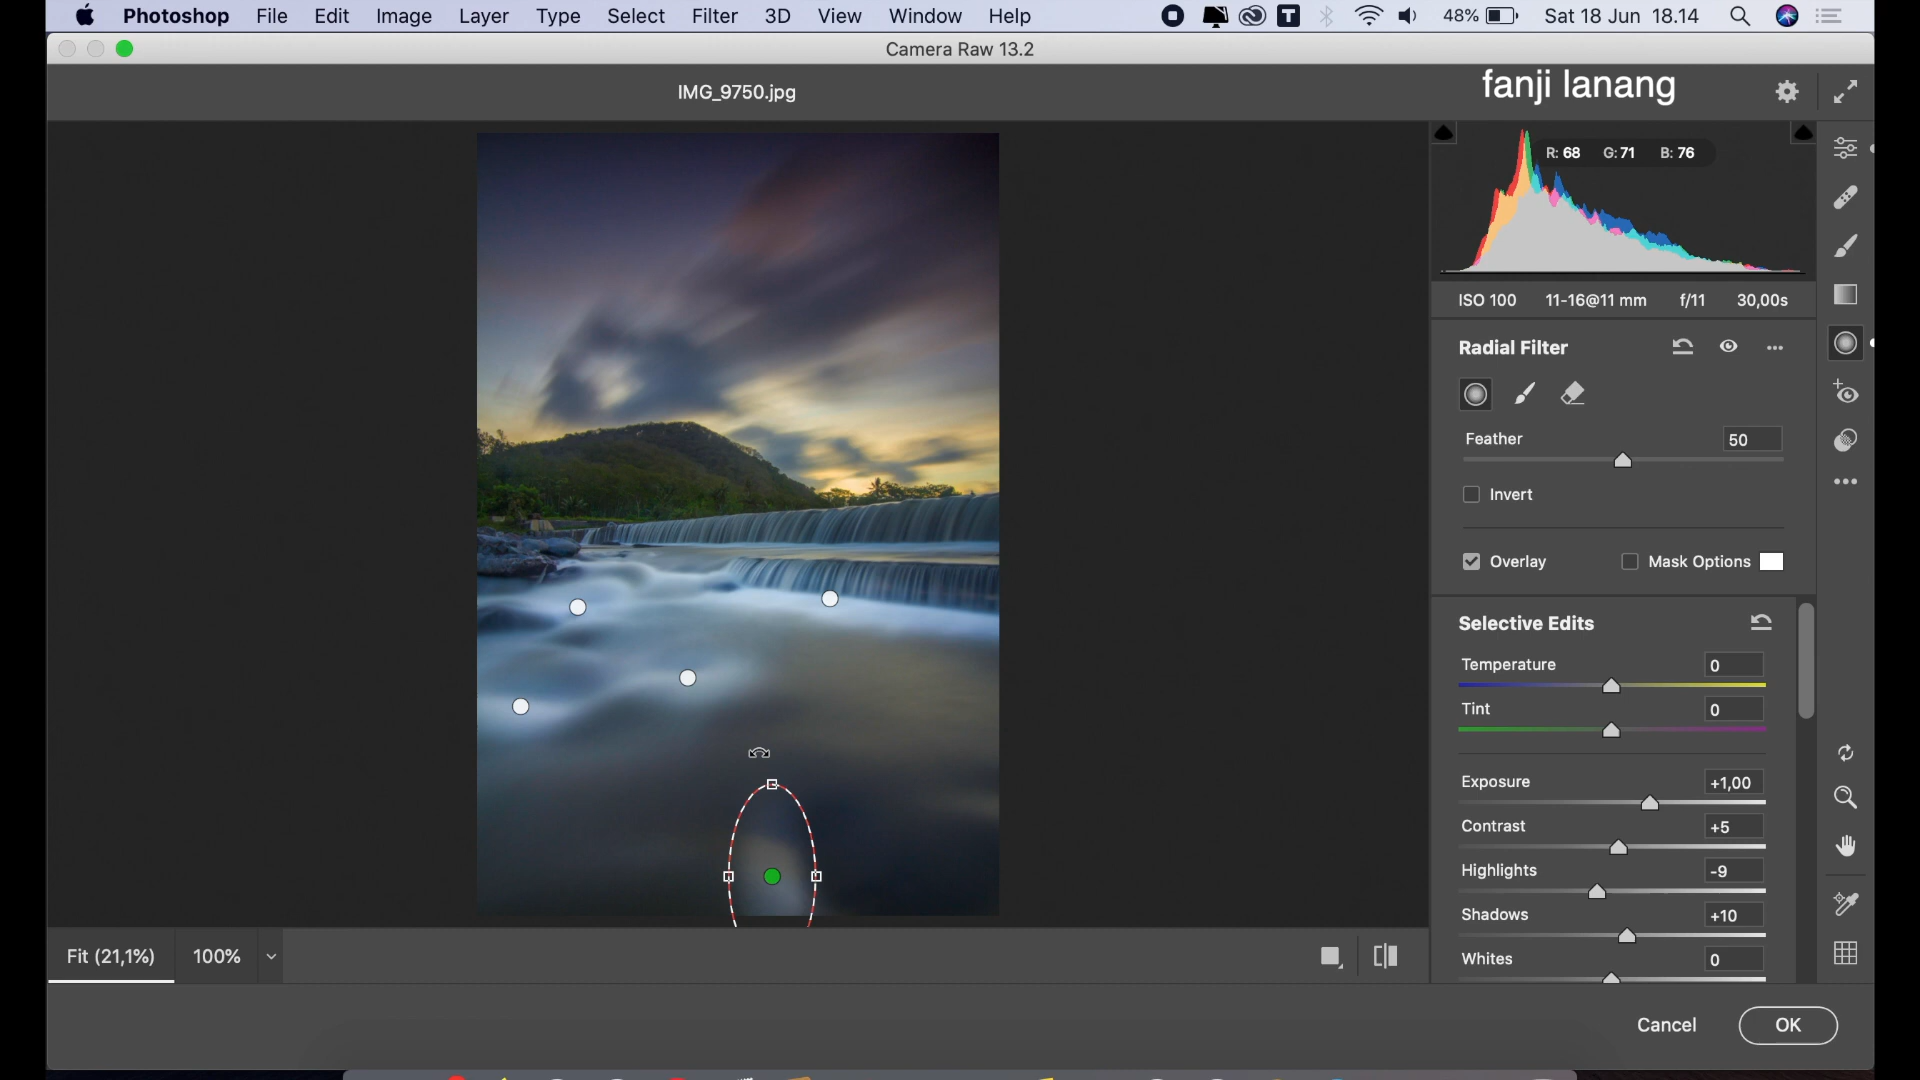 Photoshop File Edit Image Layer Type Select Filter 3D View Window Help T 48% Sat 18 Jun 18.14
Camera Raw 13.2
IMG_9750.jpg
fanji lanang
R: 68 G: 71 B: 76
ISO 100 11-16@11 mm f/11 30,00s
Radial Filter
Feather 50
Invert
Overlay Mask Options
Selective Edits
Temperature 0
Tint 0
Exposure +1,00
Contrast +5
Highlights -9
Shadows +10
Whites 0
Fit (21,1%) 100%
Cancel OK